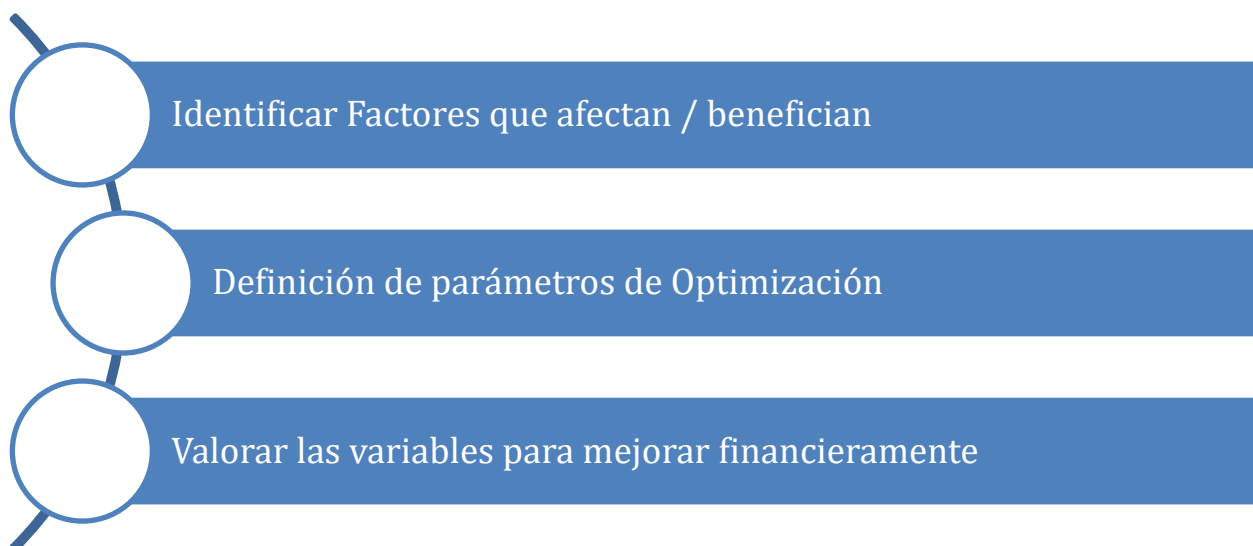 Identificar Factores que afectan / benefician
Definición de parámetros de Optimización
Valorar las variables para mejorar financieramente